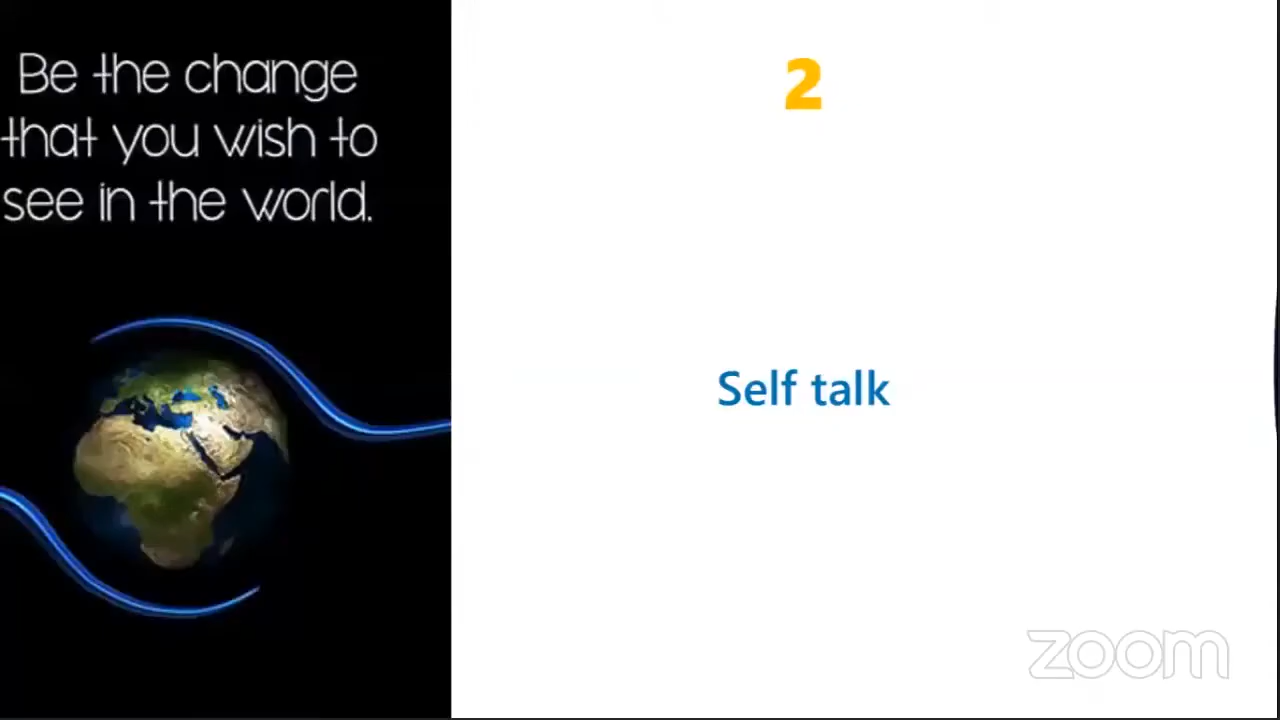 Be the change
that you wish to
see in the world.
2
Self talk
zoom